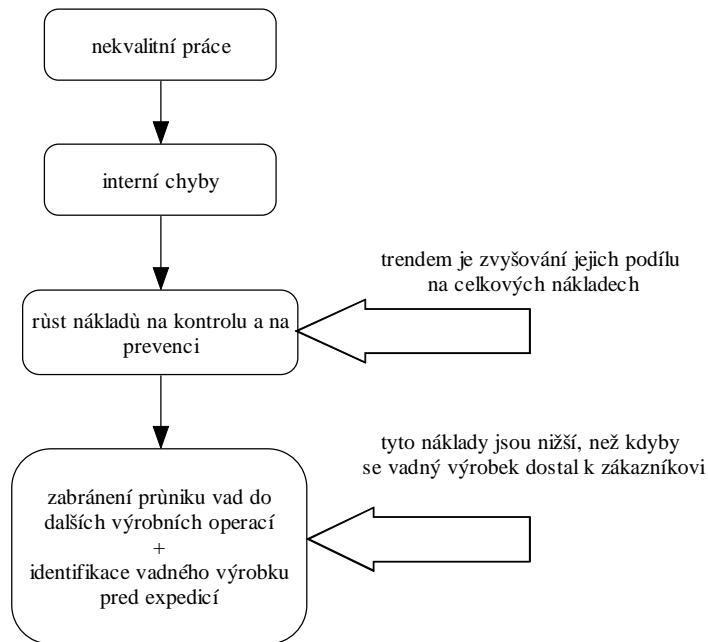 nekvalitní práce
interní chyby
trendem je zvyšování jejich podílu
na celkových nákladech
rùst nákladù na kontrolu a na
prevenci
tyto náklady jsou nižší, než kdyby
se vadný výrobek dostal k zákazníkovi
zabránení prùniku vad do
dalších výrobních operací
+
identifikace vadného výrobku
pred expedicí